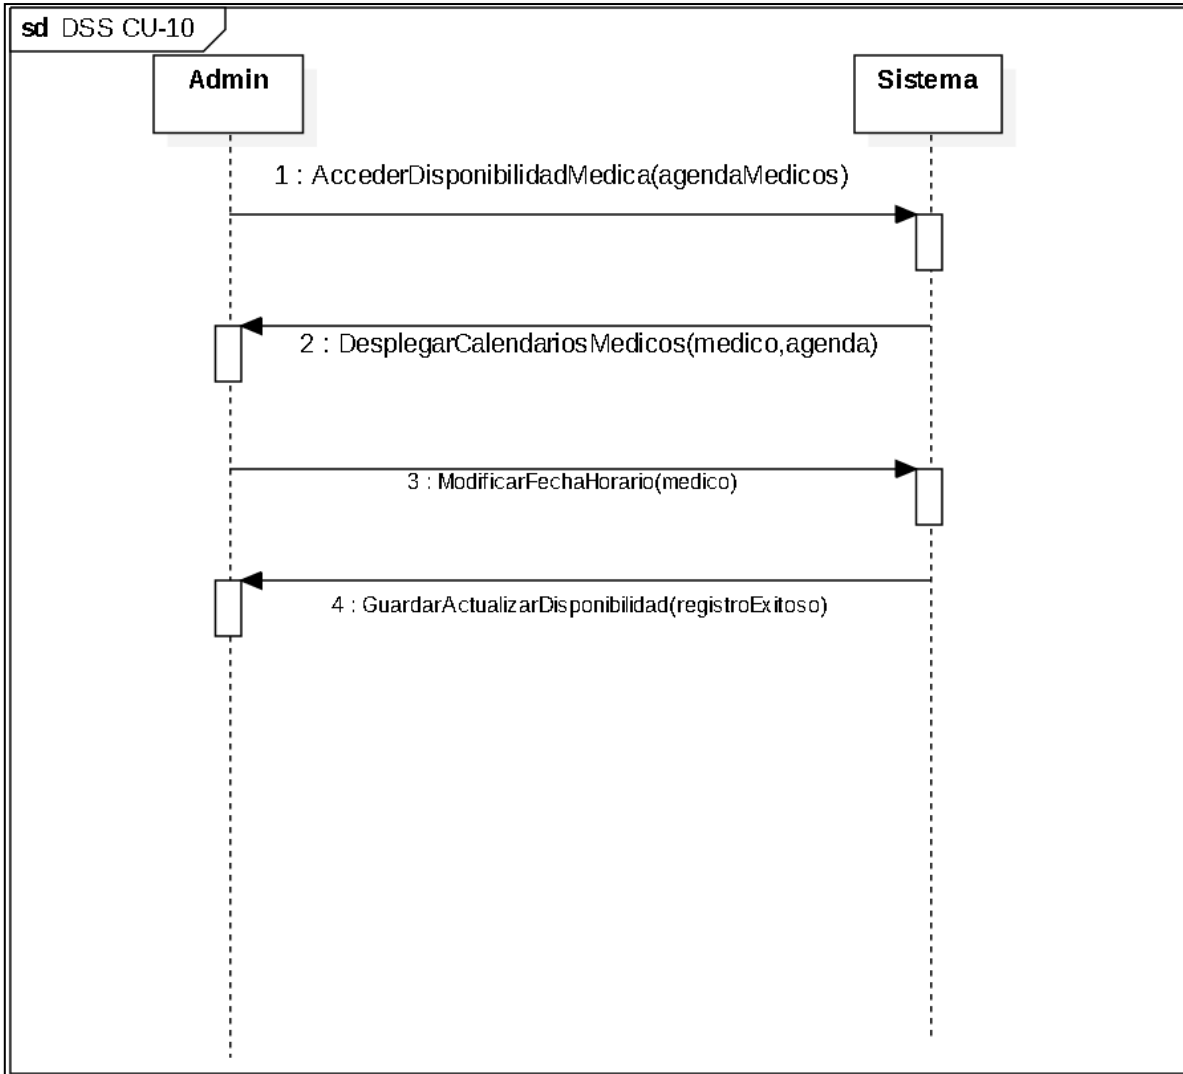 sd DSS CU-10
Admin
Sistema
1 : AccederDisponibilidadMedica(agendaMedicos)
2 : DesplegarCalendariosMedicos(medico,agenda)
3 : ModificarFechaHorario(medico)
4 : GuardarActualizarDisponibilidad(registroExitoso)